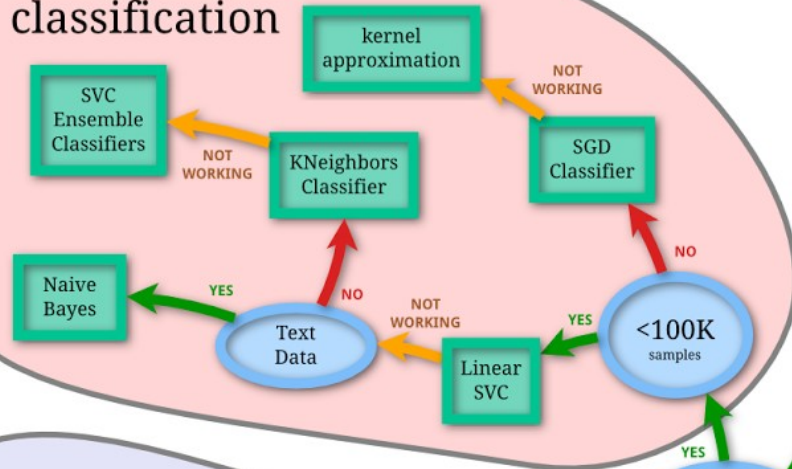 classification
kernel
approximation
NOT
WORKING
SVC
Ensemble
Classifiers
NOT
WORKING
KNeighbors
Classifier
SGD
Classifier
NO
Naive
Bayes
YES
NO
Text
Data
NOT
WORKING
Linear
SVC
YES
<100K
samples
YES